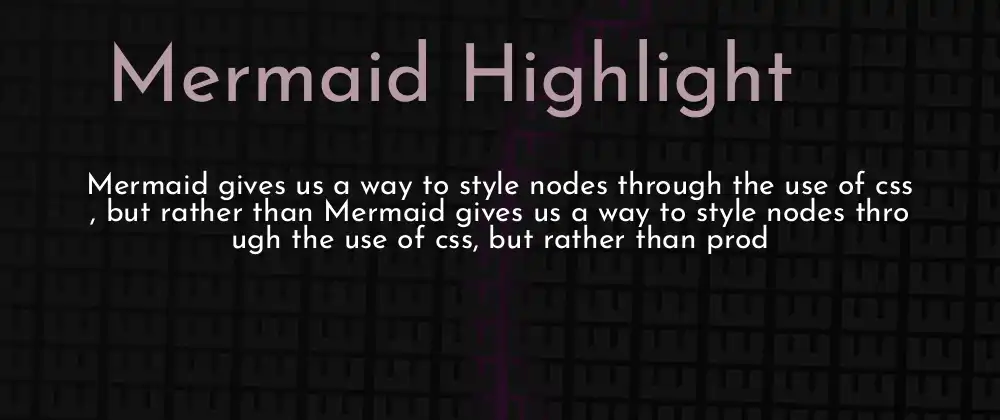 Mermaid Highlight
Mermaid gives us a way to style nodes through the use of css
, but rather than Mermaid gives us a way to style nodes thro
ugh the use of css, but rather than prod